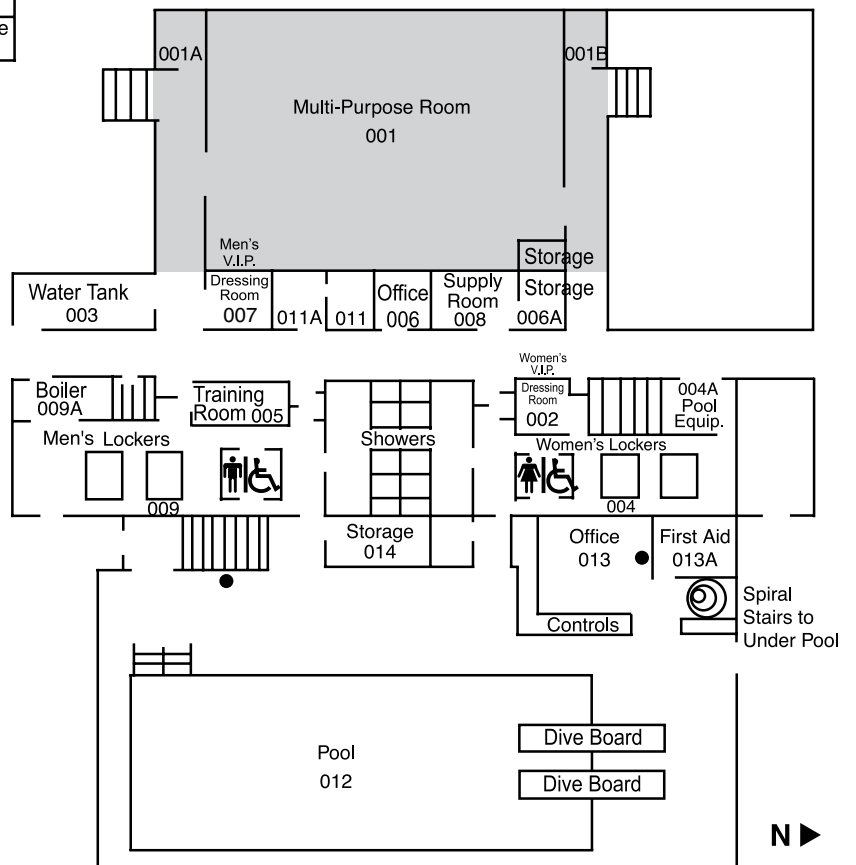 e
001A
001B
Multi-Purpose Room
001
Men's
V.I.P.
Dressing
Room
007
011A
011
Office
006
Supply
Room
008
Storage
Storage
006A
Water Tank
003
Boiler
009A
Training
Room 005
Men's Lockers
009
Showers
Women's
V.I.P.
Dressing
Room
002
004A
Pool
Equip.
Women's Lockers
004
Storage
014
Office
013
First Aid
013A
Controls
Spiral
Stairs to
Under Pool
Pool
012
Dive Board
Dive Board
N